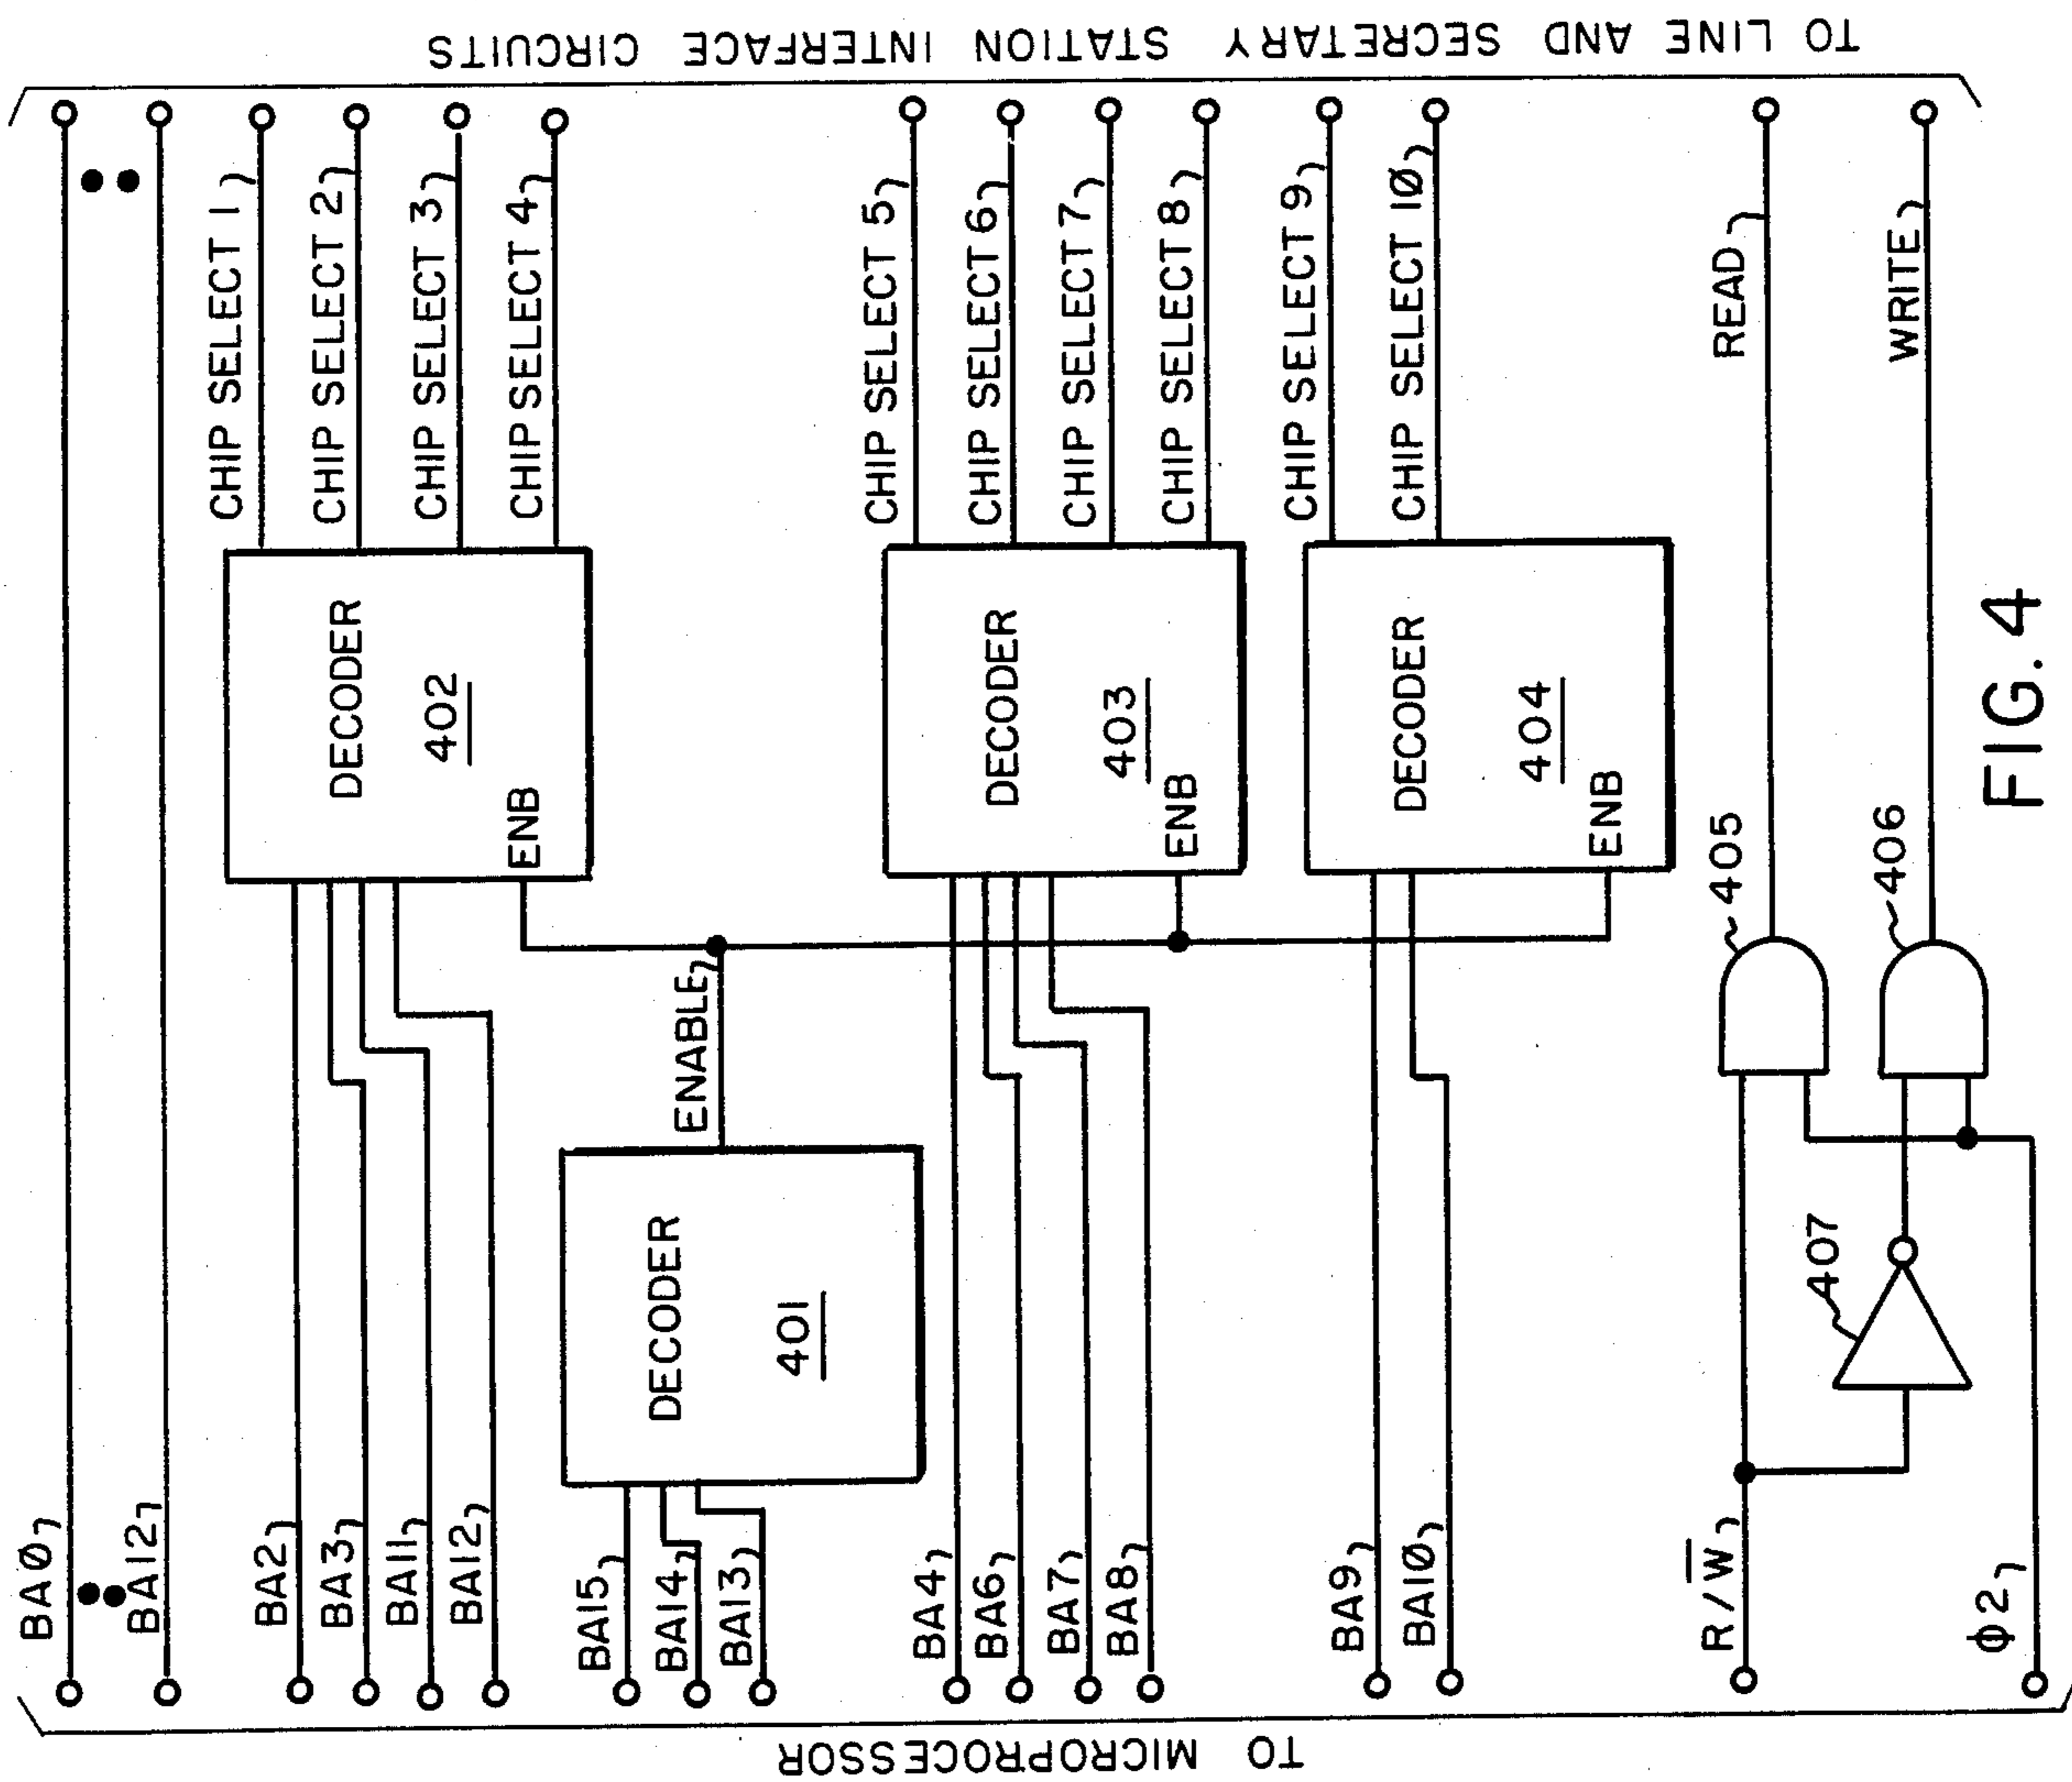 TO LINE AND SECRETARY STATION INTERFACE CIRCUITS
BAØ
BA12
CHIP SELECT 1
CHIP SELECT 2
CHIP SELECT 3
CHIP SELECT 4
BA2
BA3
BA11
BA12
DECODER
402
ENB
BA15
BA14
BA13
DECODER
401
ENABLE
CHIP SELECT 5
CHIP SELECT 6
CHIP SELECT 7
CHIP SELECT 8
BA4
BA6
BA7
BA8
DECODER
403
ENB
CHIP SELECT 9
CHIP SELECT 1Ø
BA9
BA1Ø
DECODER
404
ENB
R/W̅
405
READ
407
406
WRITE
ϕ2
TO MICROPROCESSOR
FIG. 4